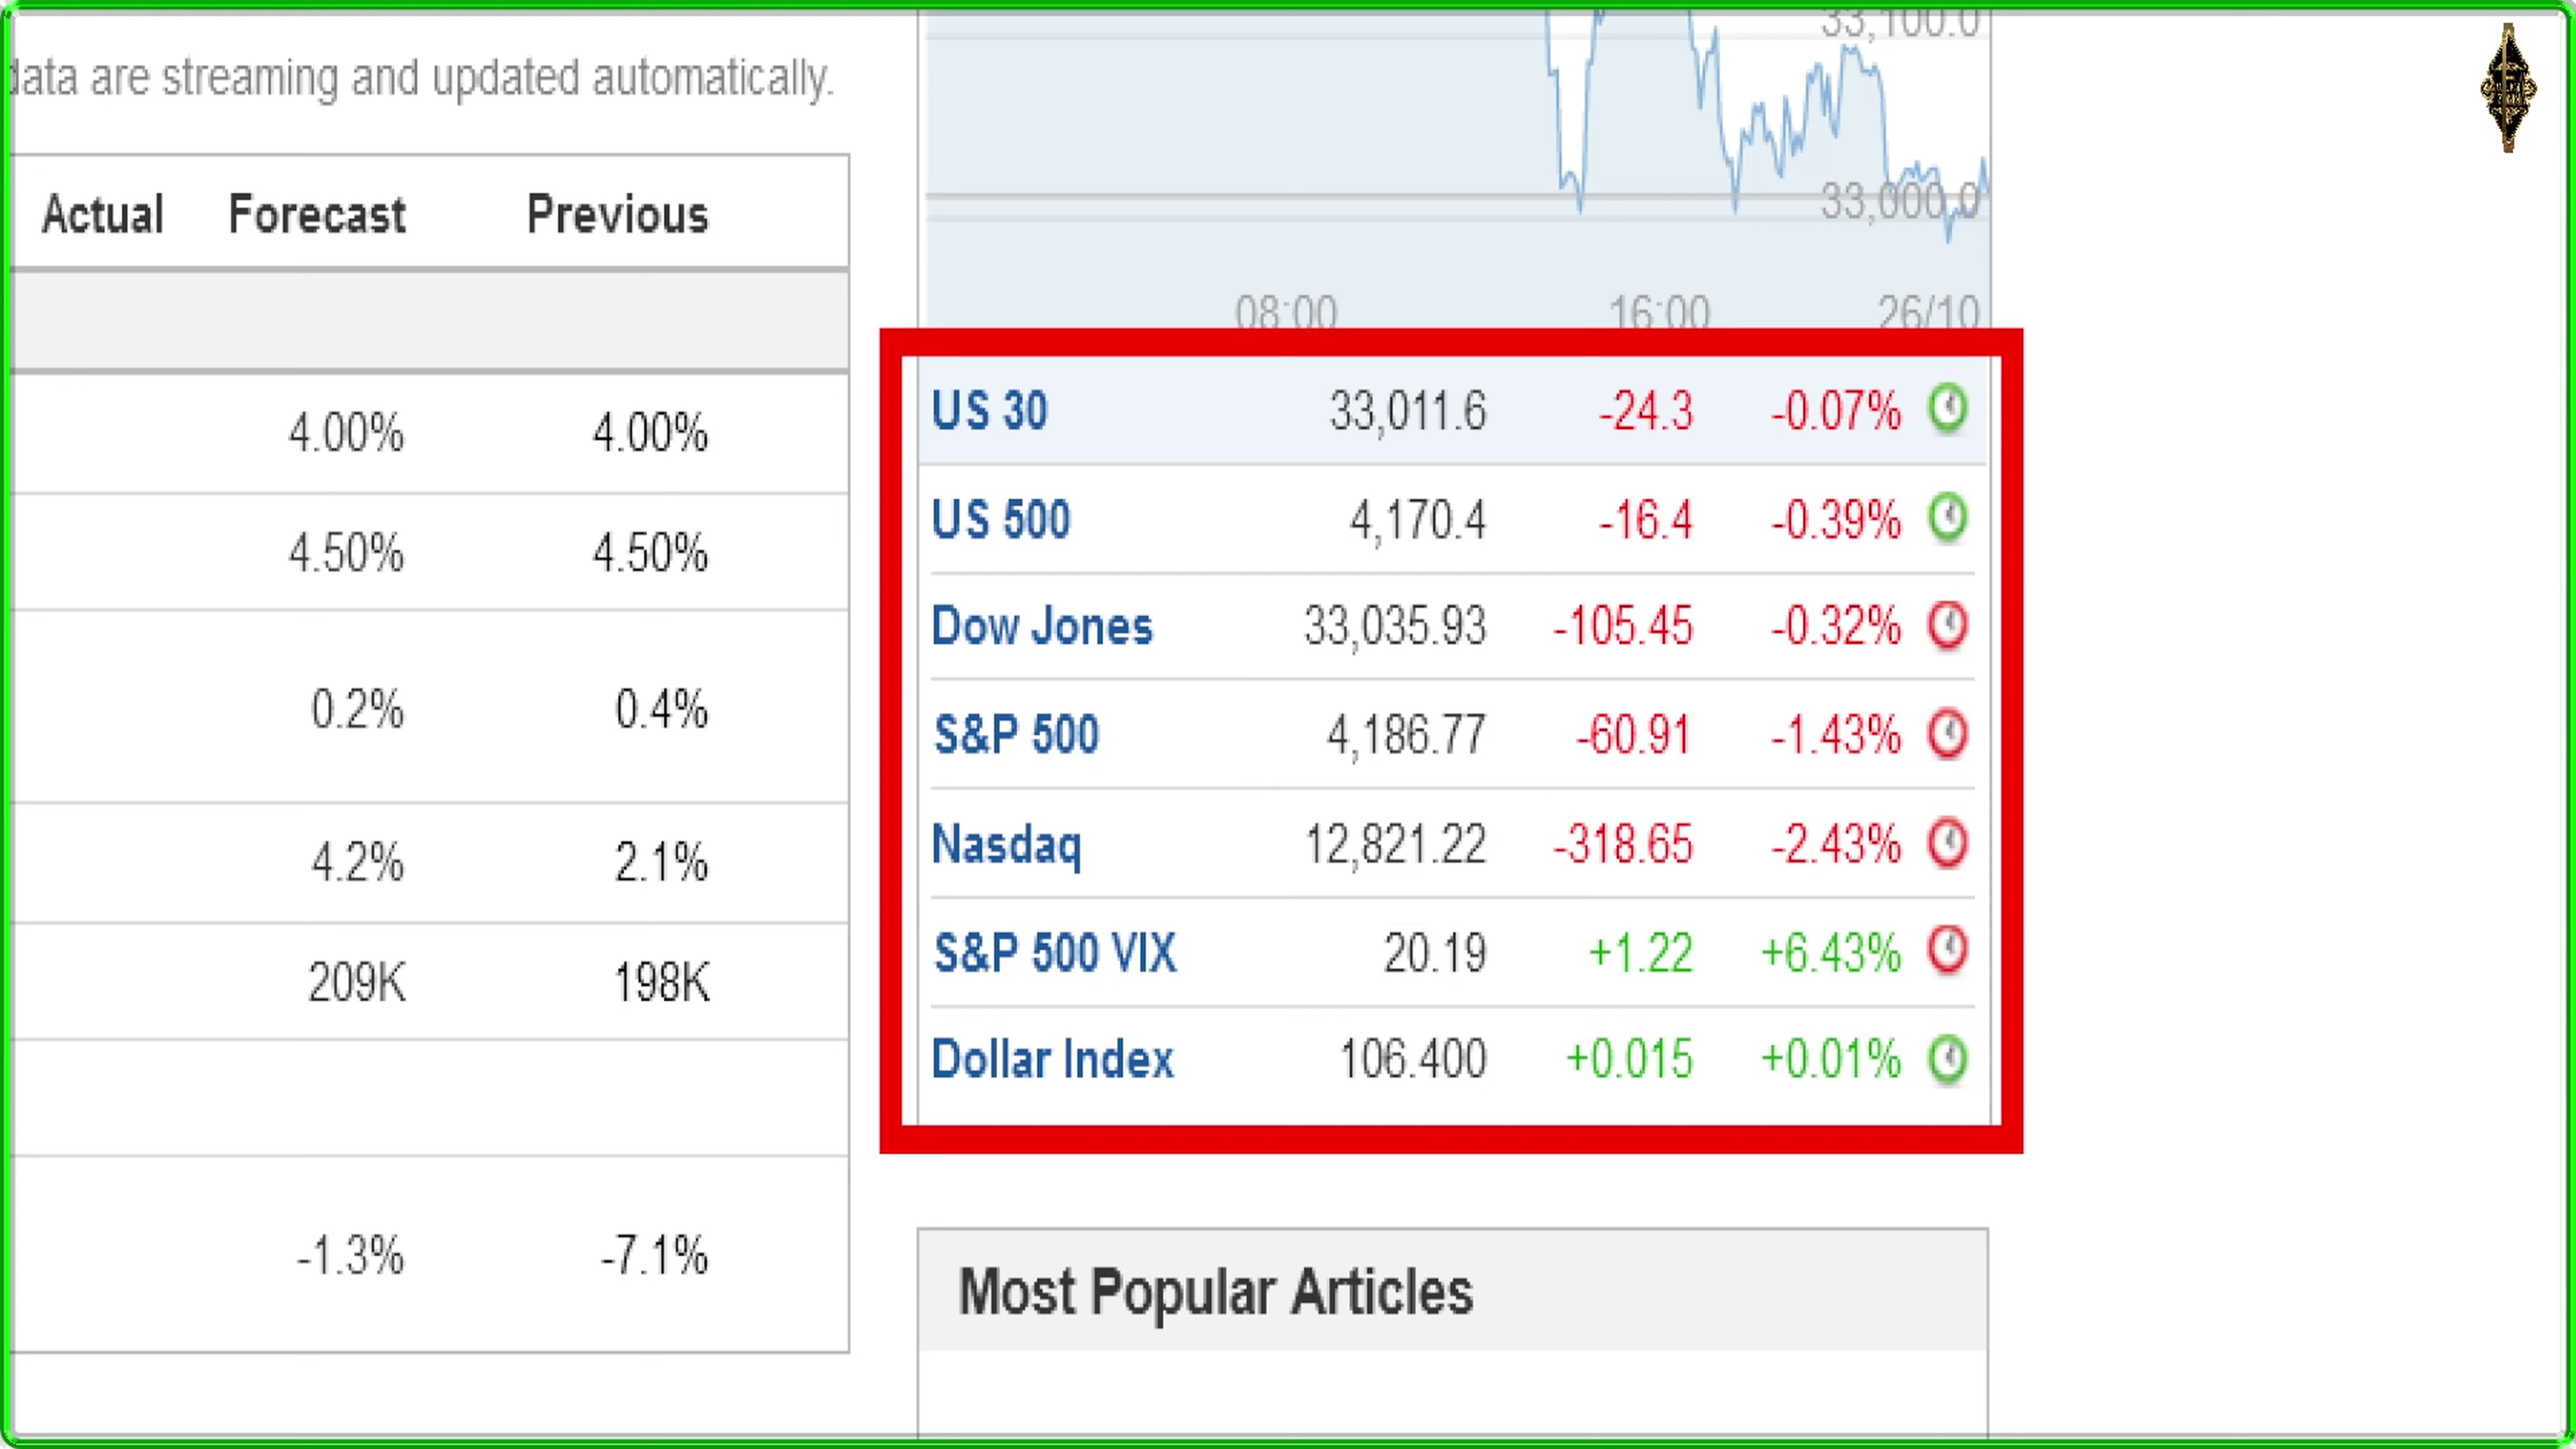 data are streaming and updated automatically.
Actual Forecast Previous
4.00% 4.00%
4.50% 4.50%
0.2% 0.4%
4.2% 2.1%
209K 198K
-1.3% -7.1%
33,100.0
33,000.0
08:00 16:00 26/10
US 30 33,011.6 -24.3 -0.07%
US 500 4,170.4 -16.4 -0.39%
Dow Jones 33,035.93 -105.45 -0.32%
S&P 500 4,186.77 -60.91 -1.43%
Nasdaq 12,821.22 -318.65 -2.43%
S&P 500 VIX 20.19 +1.22 +6.43%
Dollar Index 106.400 +0.015 +0.01%
Most Popular Articles